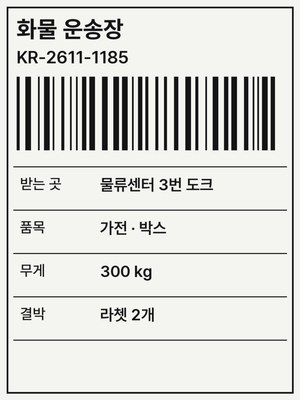 화물 운송장
KR-2611-1185
받는 곳 물류센터 3번 도크
품목 가전 · 박스
무게 300 kg
결박 라쳇 2개